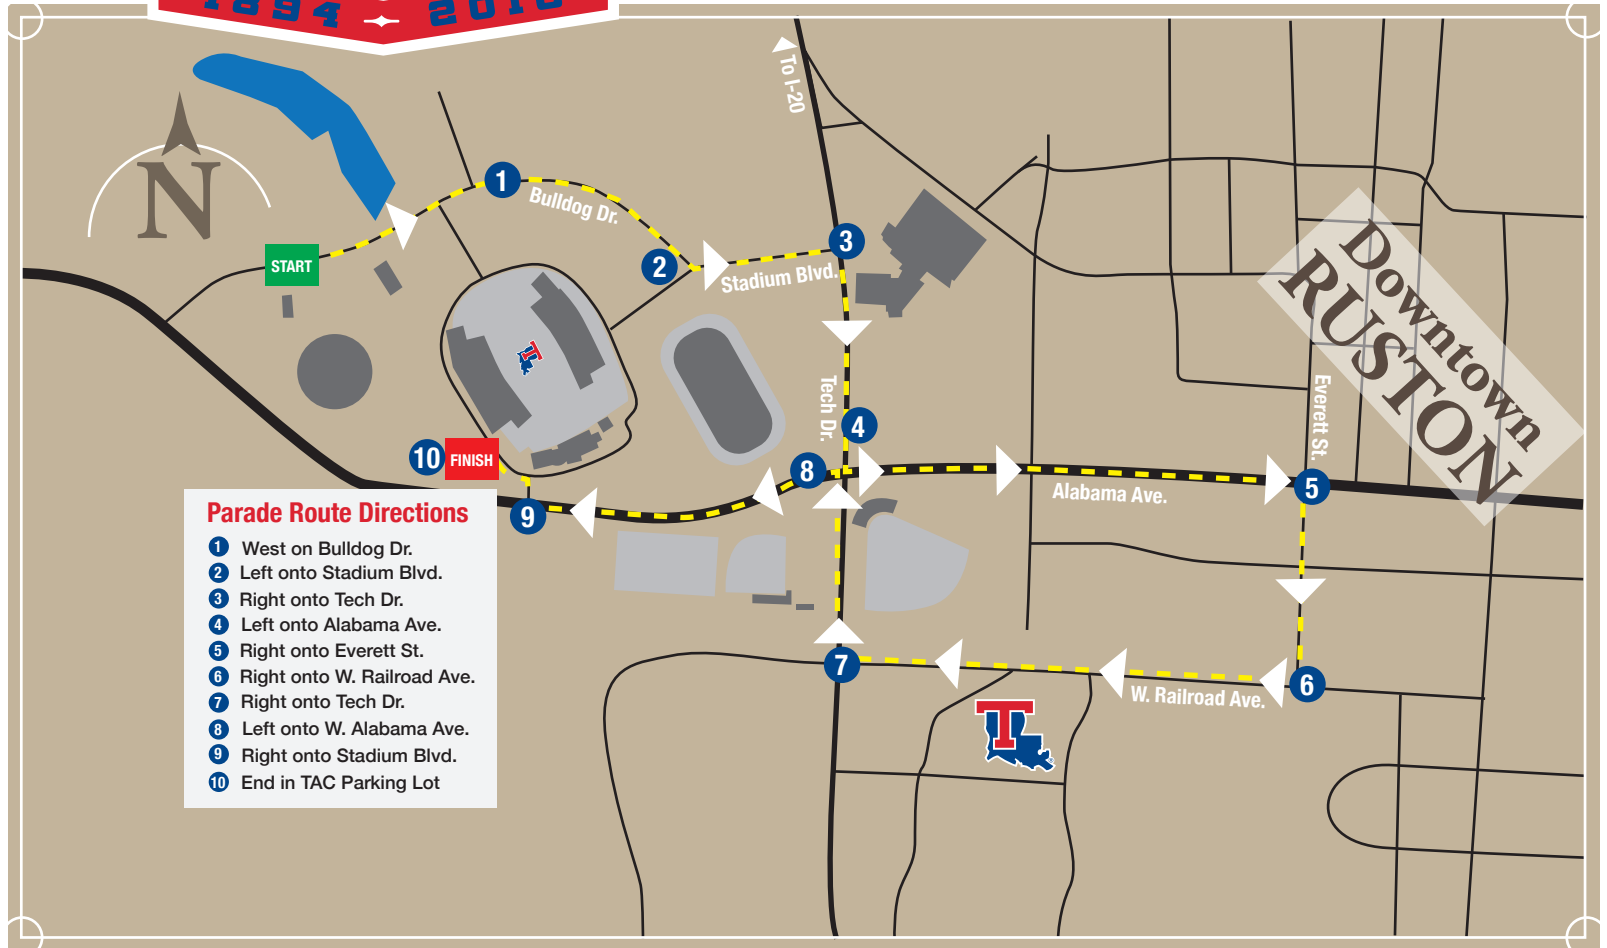 1894 2016
To I-20
N
1
Bulldog Dr.
START
2
3
Stadium Blvd.
Downtown
RUSTON
Tech Dr.
Everett St.
4
10 FINISH
8
5
Alabama Ave.
9
Parade Route Directions
1 West on Bulldog Dr.
2 Left onto Stadium Blvd.
3 Right onto Tech Dr.
4 Left onto Alabama Ave.
5 Right onto Everett St.
6 Right onto W. Railroad Ave.
7 Right onto Tech Dr.
8 Left onto W. Alabama Ave.
9 Right onto Stadium Blvd.
10 End in TAC Parking Lot
7
6
W. Railroad Ave.
T
T